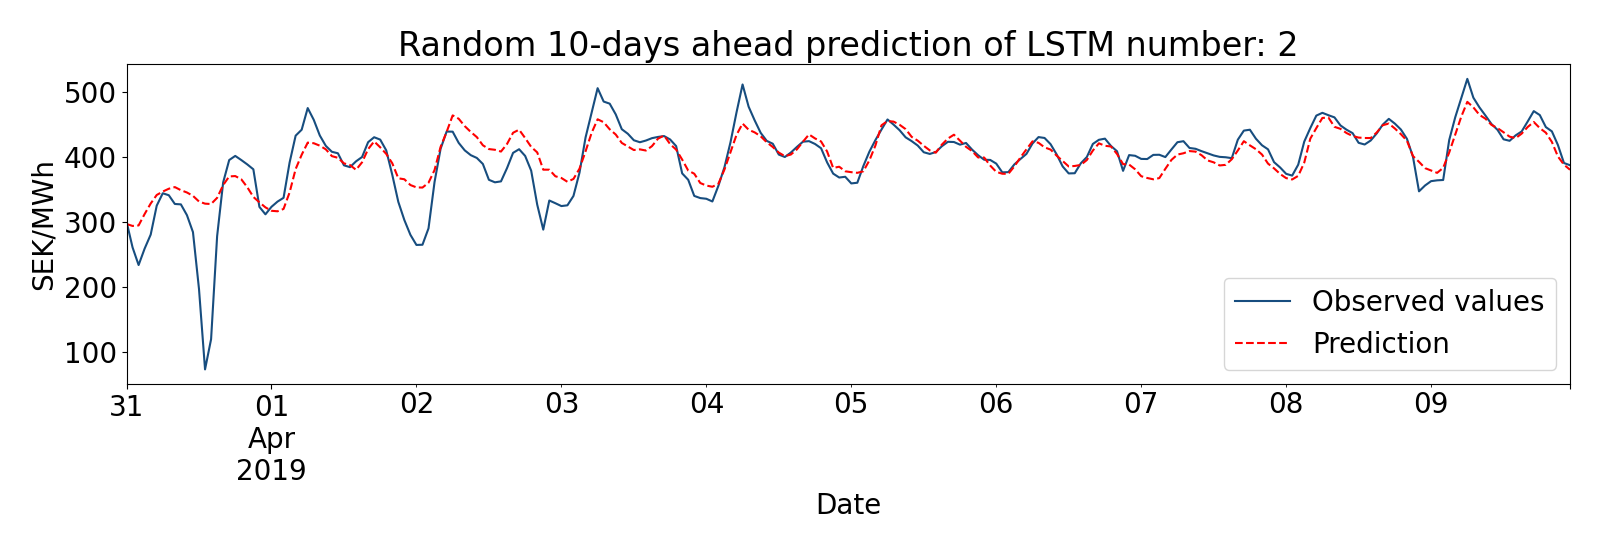 Random 10-days ahead prediction of LSTM number: 2
500
400
300
200
100
SEK/MWh
Observed values
Prediction
31 01 02 03 04 05 06 07 08 09
Apr
2019
Date